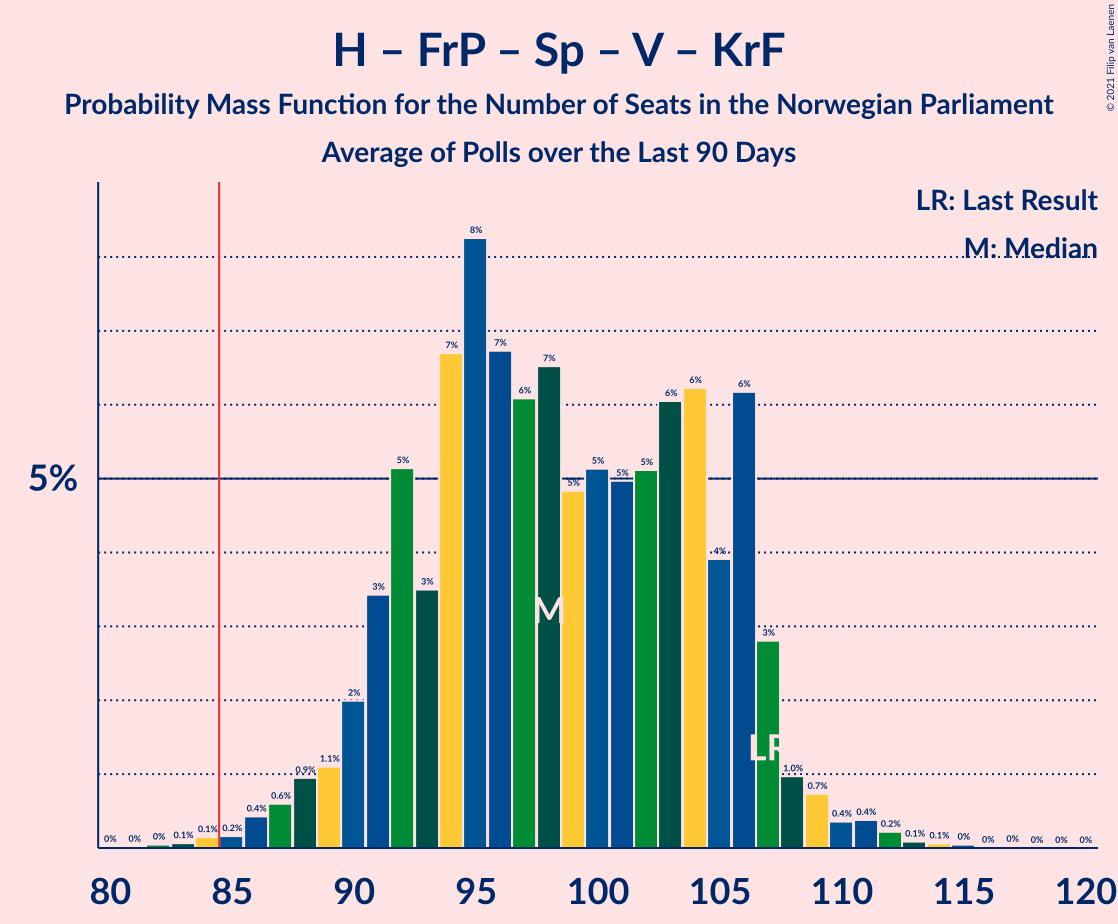 H – FrP – Sp – V – KrF
Probability Mass Function for the Number of Seats in the Norwegian Parliament
Average of Polls over the Last 90 Days
© 2021 Filip van Laenen
LR: Last Result
M: Median
5%
0% 0% 0% 0.1% 0.1% 0.2% 0.4% 0.6% 0.9% 1.1% 2% 3% 5% 3% 7% 8% 7% 6% 7% 5% 5% 5% 5% 6% 6% 4% 6% 3% 1.0% 0.7% 0.4% 0.4% 0.2% 0.1% 0.1% 0% 0% 0% 0% 0% 0%
M
LR
80 85 90 95 100 105 110 115 120